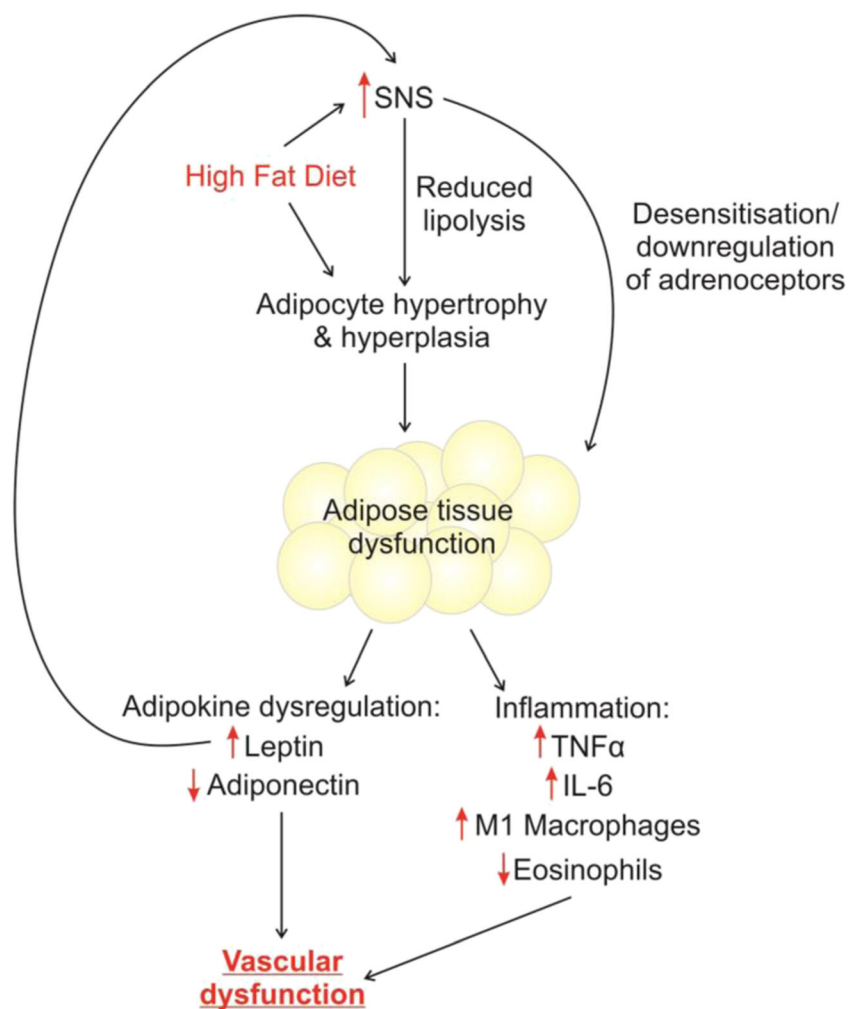 SNS
High Fat Diet
Reduced
lipolysis
Desensitisation/
downregulation
of adrenoceptors
Adipocyte hypertrophy
& hyperplasia
Adipose tissue
dysfunction
Adipokine dysregulation:
Leptin
Adiponectin
Inflammation:
TNFα
IL-6
M1 Macrophages
Eosinophils
Vascular
dysfunction